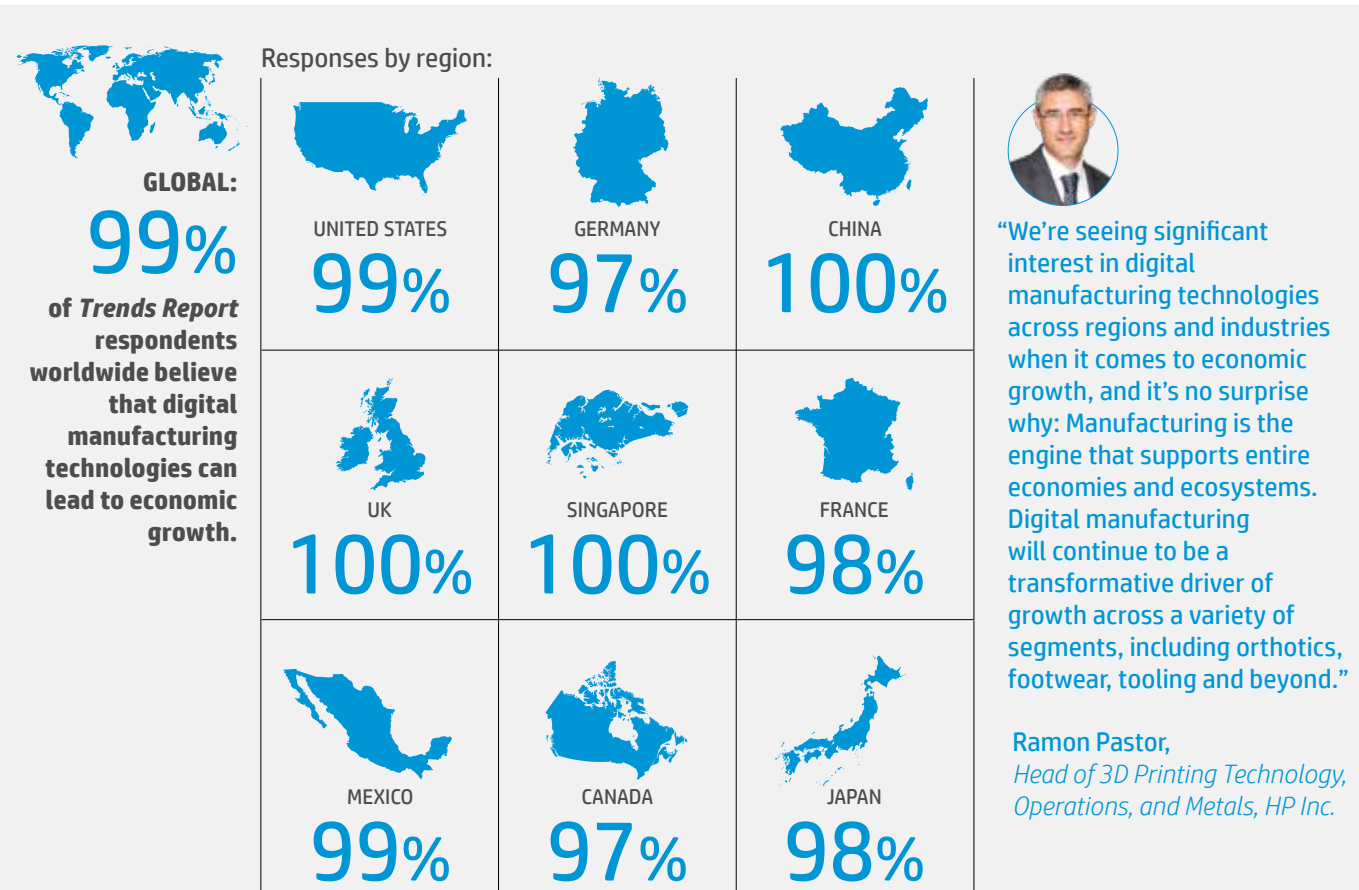 GLOBAL:
99%
of Trends Report
respondents
worldwide believe
that digital
manufacturing
technologies can
lead to economic
growth.
Responses by region:
UNITED STATES
99%
GERMANY
97%
CHINA
100%
UK
100%
SINGAPORE
100%
FRANCE
98%
MEXICO
99%
CANADA
97%
JAPAN
98%
“We’re seeing significant
interest in digital
manufacturing technologies
across regions and industries
when it comes to economic
growth, and it’s no surprise
why: Manufacturing is the
engine that supports entire
economies and ecosystems.
Digital manufacturing
will continue to be a
transformative driver of
growth across a variety of
segments, including orthotics,
footwear, tooling and beyond.”
Ramon Pastor,
Head of 3D Printing Technology,
Operations, and Metals, HP Inc.